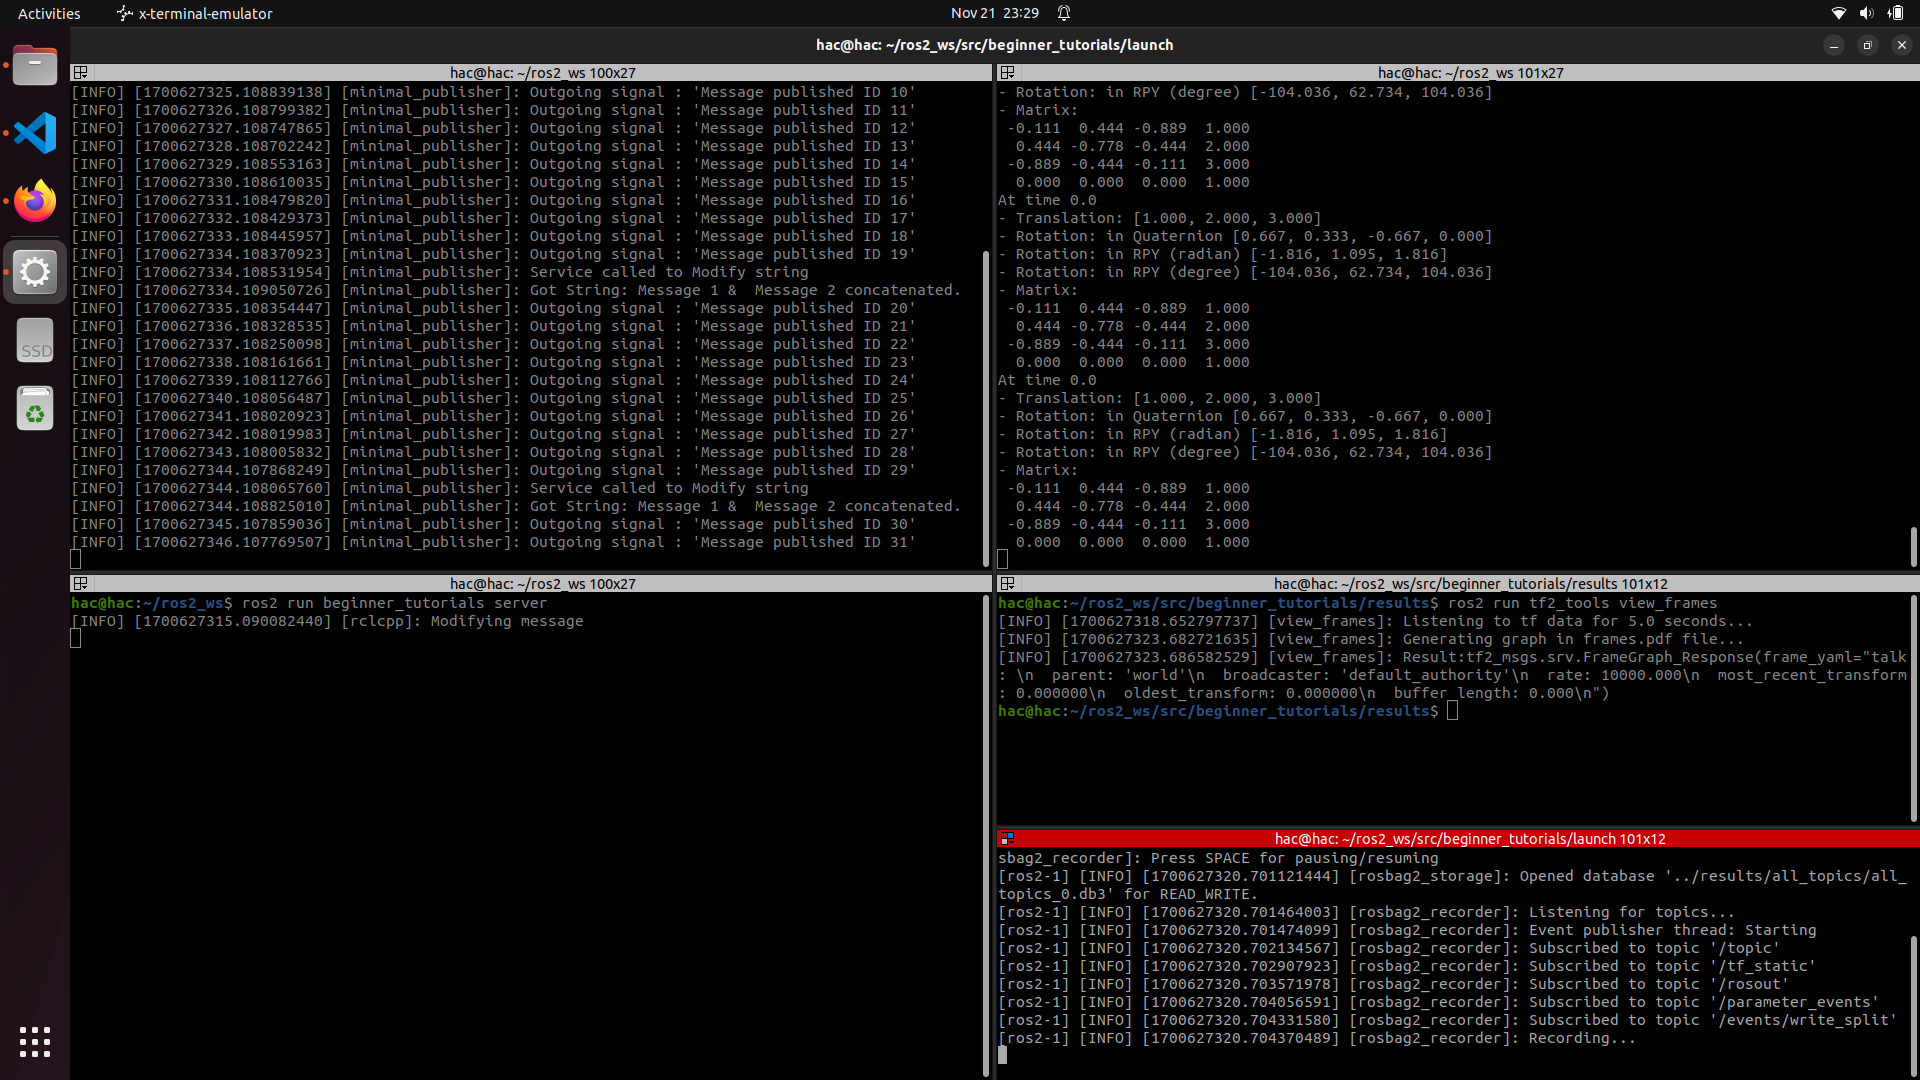 Activities
x-terminal-emulator
Nov 21 23:29
hac@hac: ~/ros2_ws/src/beginner_tutorials/launch
hac@hac: ~/ros2_ws 100x27
[INFO] [1700627325.108839138] [minimal_publisher]: Outgoing signal : 'Message published ID 10'
[INFO] [1700627326.108799382] [minimal_publisher]: Outgoing signal : 'Message published ID 11'
[INFO] [1700627327.108747865] [minimal_publisher]: Outgoing signal : 'Message published ID 12'
[INFO] [1700627328.108702242] [minimal_publisher]: Outgoing signal : 'Message published ID 13'
[INFO] [1700627329.108553163] [minimal_publisher]: Outgoing signal : 'Message published ID 14'
[INFO] [1700627330.108610035] [minimal_publisher]: Outgoing signal : 'Message published ID 15'
[INFO] [1700627331.108479820] [minimal_publisher]: Outgoing signal : 'Message published ID 16'
[INFO] [1700627332.108429373] [minimal_publisher]: Outgoing signal : 'Message published ID 17'
[INFO] [1700627333.108445957] [minimal_publisher]: Outgoing signal : 'Message published ID 18'
[INFO] [1700627334.108370923] [minimal_publisher]: Outgoing signal : 'Message published ID 19'
[INFO] [1700627334.108531954] [minimal_publisher]: Service called to Modify string
[INFO] [1700627334.109050726] [minimal_publisher]: Got String: Message 1 &  Message 2 concatenated.
[INFO] [1700627335.108354447] [minimal_publisher]: Outgoing signal : 'Message published ID 20'
[INFO] [1700627336.108328535] [minimal_publisher]: Outgoing signal : 'Message published ID 21'
[INFO] [1700627337.108250098] [minimal_publisher]: Outgoing signal : 'Message published ID 22'
[INFO] [1700627338.108161661] [minimal_publisher]: Outgoing signal : 'Message published ID 23'
[INFO] [1700627339.108112766] [minimal_publisher]: Outgoing signal : 'Message published ID 24'
[INFO] [1700627340.108056487] [minimal_publisher]: Outgoing signal : 'Message published ID 25'
[INFO] [1700627341.108020923] [minimal_publisher]: Outgoing signal : 'Message published ID 26'
[INFO] [1700627342.108019983] [minimal_publisher]: Outgoing signal : 'Message published ID 27'
[INFO] [1700627343.108005832] [minimal_publisher]: Outgoing signal : 'Message published ID 28'
[INFO] [1700627344.107868249] [minimal_publisher]: Outgoing signal : 'Message published ID 29'
[INFO] [1700627344.108065760] [minimal_publisher]: Service called to Modify string
[INFO] [1700627344.108825010] [minimal_publisher]: Got String: Message 1 &  Message 2 concatenated.
[INFO] [1700627345.107859036] [minimal_publisher]: Outgoing signal : 'Message published ID 30'
[INFO] [1700627346.107769507] [minimal_publisher]: Outgoing signal : 'Message published ID 31'
hac@hac: ~/ros2_ws 101x27
- Rotation: in RPY (degree) [-104.036, 62.734, 104.036]
- Matrix:
-0.111  0.444 -0.889  1.000
0.444 -0.778 -0.444  2.000
-0.889 -0.444 -0.111  3.000
0.000  0.000  0.000  1.000
At time 0.0
- Translation: [1.000, 2.000, 3.000]
- Rotation: in Quaternion [0.667, 0.333, -0.667, 0.000]
- Rotation: in RPY (radian) [-1.816, 1.095, 1.816]
- Rotation: in RPY (degree) [-104.036, 62.734, 104.036]
- Matrix:
-0.111  0.444 -0.889  1.000
0.444 -0.778 -0.444  2.000
-0.889 -0.444 -0.111  3.000
0.000  0.000  0.000  1.000
At time 0.0
- Translation: [1.000, 2.000, 3.000]
- Rotation: in Quaternion [0.667, 0.333, -0.667, 0.000]
- Rotation: in RPY (radian) [-1.816, 1.095, 1.816]
- Rotation: in RPY (degree) [-104.036, 62.734, 104.036]
- Matrix:
-0.111  0.444 -0.889  1.000
0.444 -0.778 -0.444  2.000
-0.889 -0.444 -0.111  3.000
0.000  0.000  0.000  1.000
SSD
hac@hac: ~/ros2_ws 100x27
hac@hac:~/ros2_ws$ ros2 run beginner_tutorials server
[INFO] [1700627315.090082440] [rclcpp]: Modifying message
hac@hac: ~/ros2_ws/src/beginner_tutorials/results 101x12
hac@hac:~/ros2_ws/src/beginner_tutorials/results$ ros2 run tf2_tools view_frames
[INFO] [1700627318.652797737] [view_frames]: Listening to tf data for 5.0 seconds...
[INFO] [1700627323.682721635] [view_frames]: Generating graph in frames.pdf file...
[INFO] [1700627323.686582529] [view_frames]: Result:tf2_msgs.srv.FrameGraph_Response(frame_yaml="talk
: \n  parent: 'world'\n  broadcaster: 'default_authority'\n  rate: 10000.000\n  most_recent_transform
: 0.000000\n  oldest_transform: 0.000000\n  buffer_length: 0.000\n")
hac@hac:~/ros2_ws/src/beginner_tutorials/results$
hac@hac: ~/ros2_ws/src/beginner_tutorials/launch 101x12
sbag2_recorder]: Press SPACE for pausing/resuming
[ros2-1] [INFO] [1700627320.701121444] [rosbag2_storage]: Opened database '../results/all_topics/all_
topics_0.db3' for READ_WRITE.
[ros2-1] [INFO] [1700627320.701464003] [rosbag2_recorder]: Listening for topics...
[ros2-1] [INFO] [1700627320.701474099] [rosbag2_recorder]: Event publisher thread: Starting
[ros2-1] [INFO] [1700627320.702134567] [rosbag2_recorder]: Subscribed to topic '/topic'
[ros2-1] [INFO] [1700627320.702907923] [rosbag2_recorder]: Subscribed to topic '/tf_static'
[ros2-1] [INFO] [1700627320.703571978] [rosbag2_recorder]: Subscribed to topic '/rosout'
[ros2-1] [INFO] [1700627320.704056591] [rosbag2_recorder]: Subscribed to topic '/parameter_events'
[ros2-1] [INFO] [1700627320.704331580] [rosbag2_recorder]: Subscribed to topic '/events/write_split'
[ros2-1] [INFO] [1700627320.704370489] [rosbag2_recorder]: Recording...